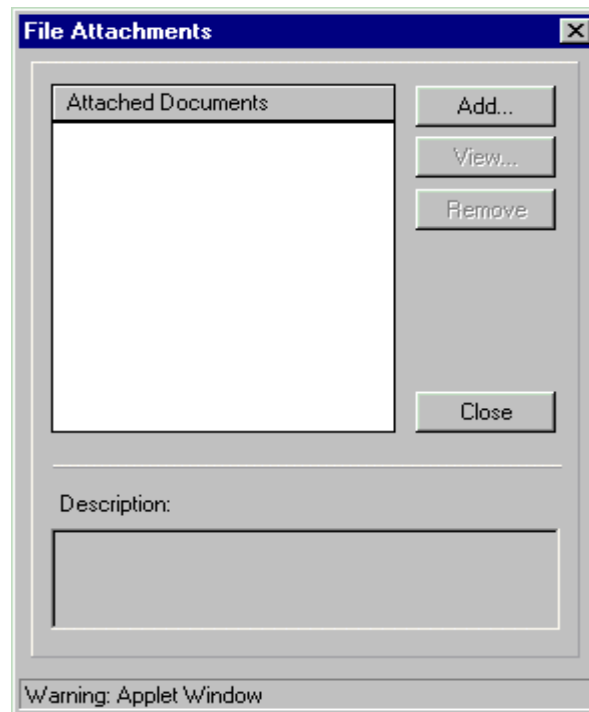 File Attachments
Attached Documents
Add...
View...
Remove
Close
Description:
Warning: Applet Window